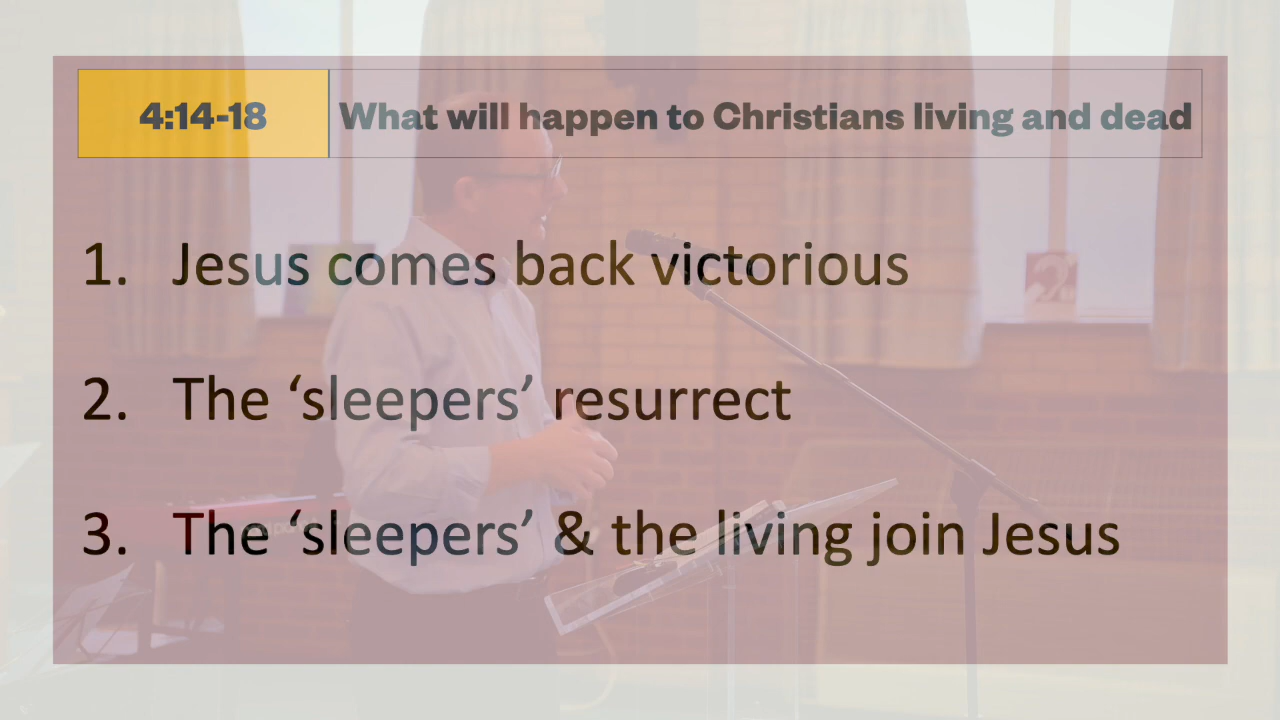 4:14-18 What will happen to Christians living and dead
1. Jesus comes back victorious
2. The ‘sleepers’ resurrect
3. The ‘sleepers’ & the living join Jesus